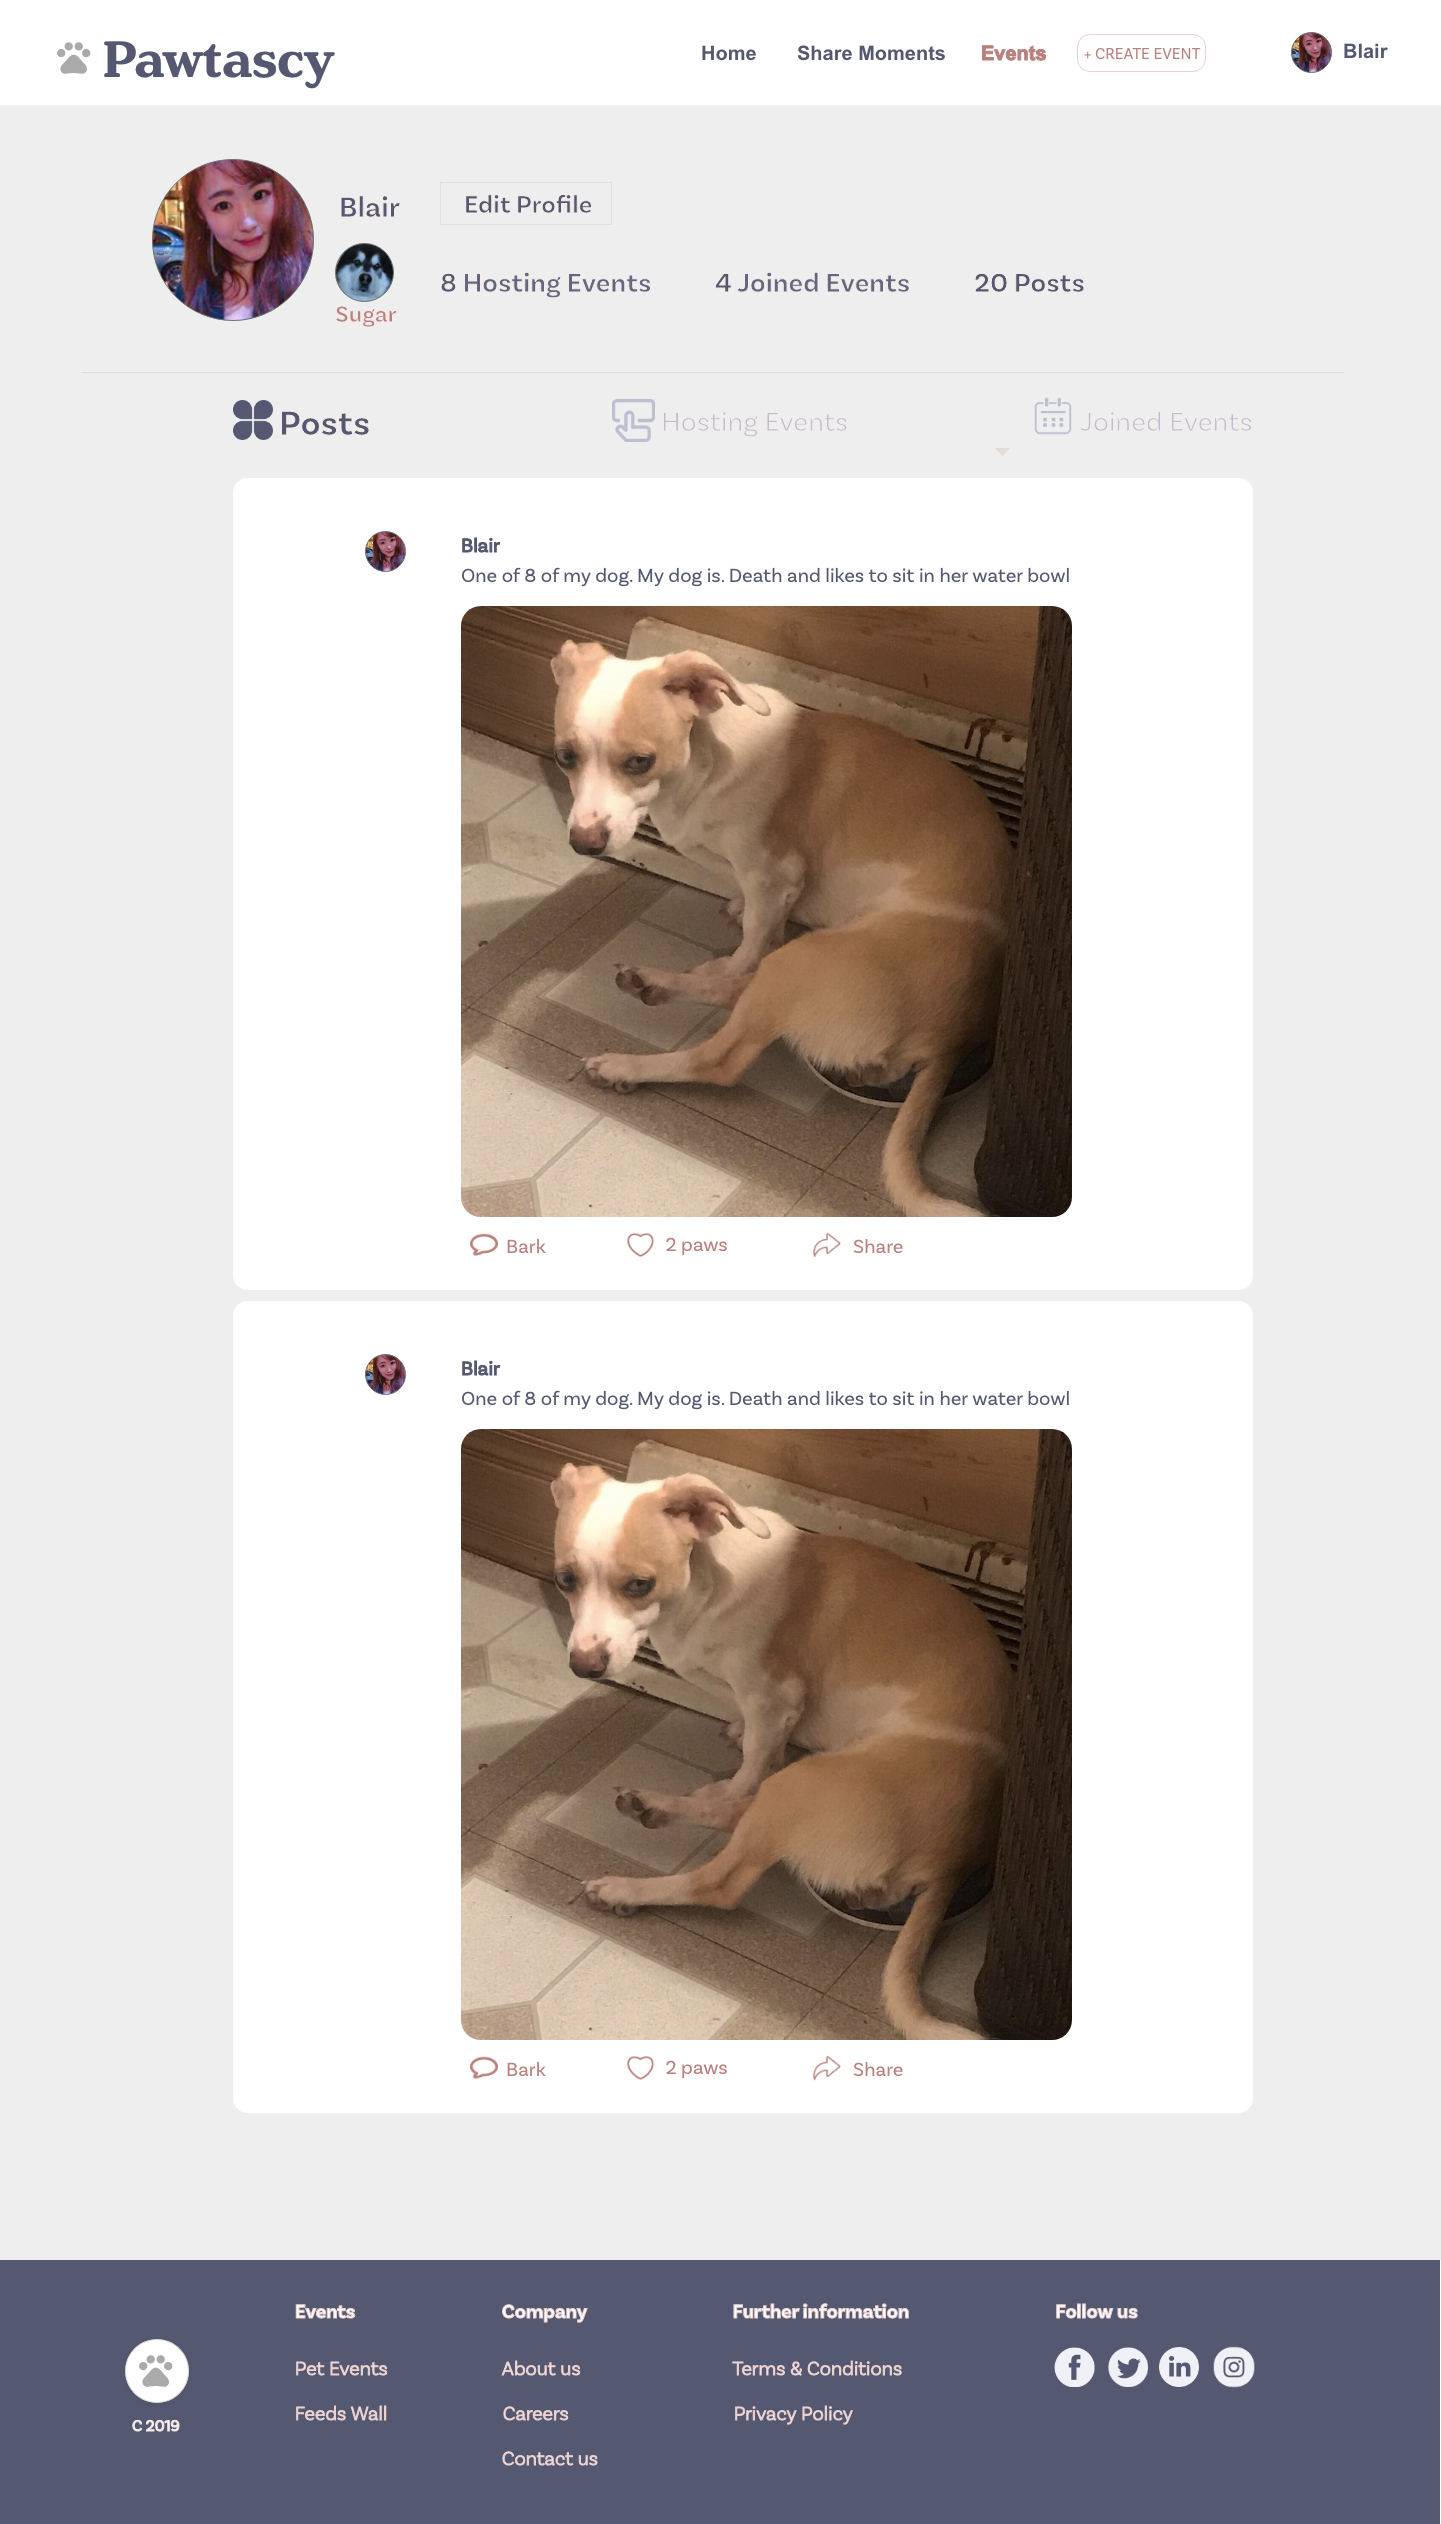 Pawtascy
Home
Share Moments
Events
+ CREATE EVENT
Blair
Blair
Edit Profile
Sugar
8 Hosting Events
4 Joined Events
20 Posts
Posts
Hosting Events
Joined Events
Blair
One of 8 of my dog. My dog is. Death and likes to sit in her water bowl
Bark
2 paws
Share
Blair
One of 8 of my dog. My dog is. Death and likes to sit in her water bowl
Bark
2 paws
Share
C 2019
Events
Pet Events
Feeds Wall
Company
About us
Careers
Contact us
Further information
Terms & Conditions
Privacy Policy
Follow us